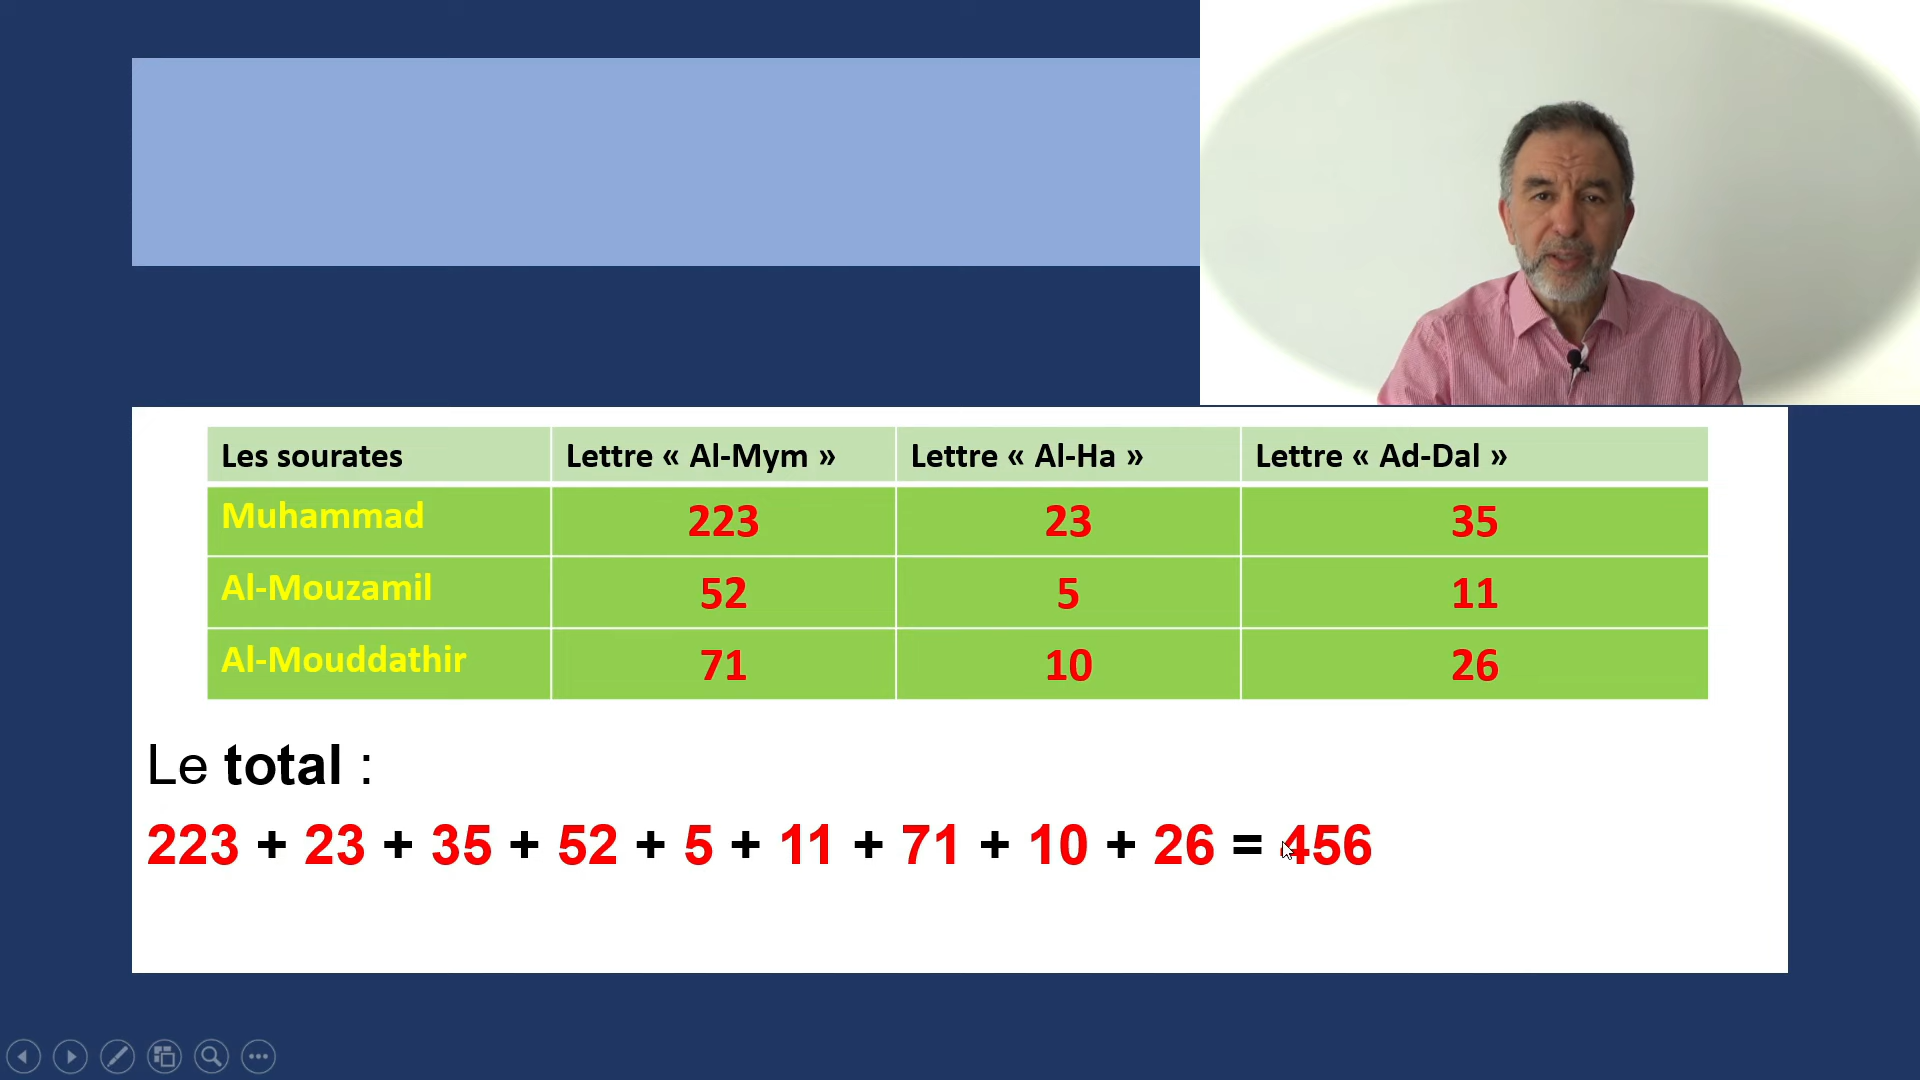 Les sourates Lettre « Al-Mym » Lettre « Al-Ha » Lettre « Ad-Dal »
Muhammad 223 23 35
Al-Mouzamil 52 5 11
Al-Mouddathir 71 10 26
Le total :
223 + 23 + 35 + 52 + 5 + 11 + 71 + 10 + 26 = 456